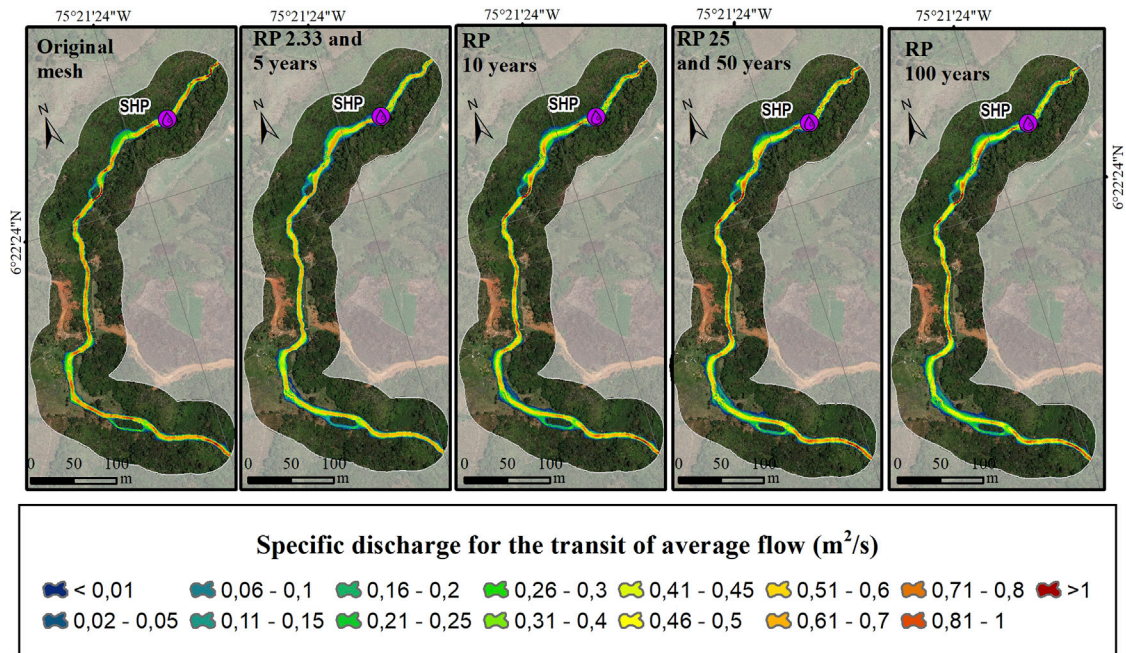 75°21'24"W
75°21'24"W
75°21'24"W
75°21'24"W
75°21'24"W
Original
mesh
RP 2.33 and
5 years
RP
10 years
RP 25
and 50 years
RP
100 years
SHP
SHP
SHP
SHP
SHP
N
N
N
N
N
6°22'24"N
6°22'24"N
0 50 100
m
0 50 100
m
0 50 100
m
0 50 100
m
0 50 100
m
Specific discharge for the transit of average flow (m²/s)
< 0,01 0,06 - 0,1 0,16 - 0,2 0,26 - 0,3 0,41 - 0,45 0,51 - 0,6 0,71 - 0,8 >1
0,02 - 0,05 0,11 - 0,15 0,21 - 0,25 0,31 - 0,4 0,46 - 0,5 0,61 - 0,7 0,81 - 1